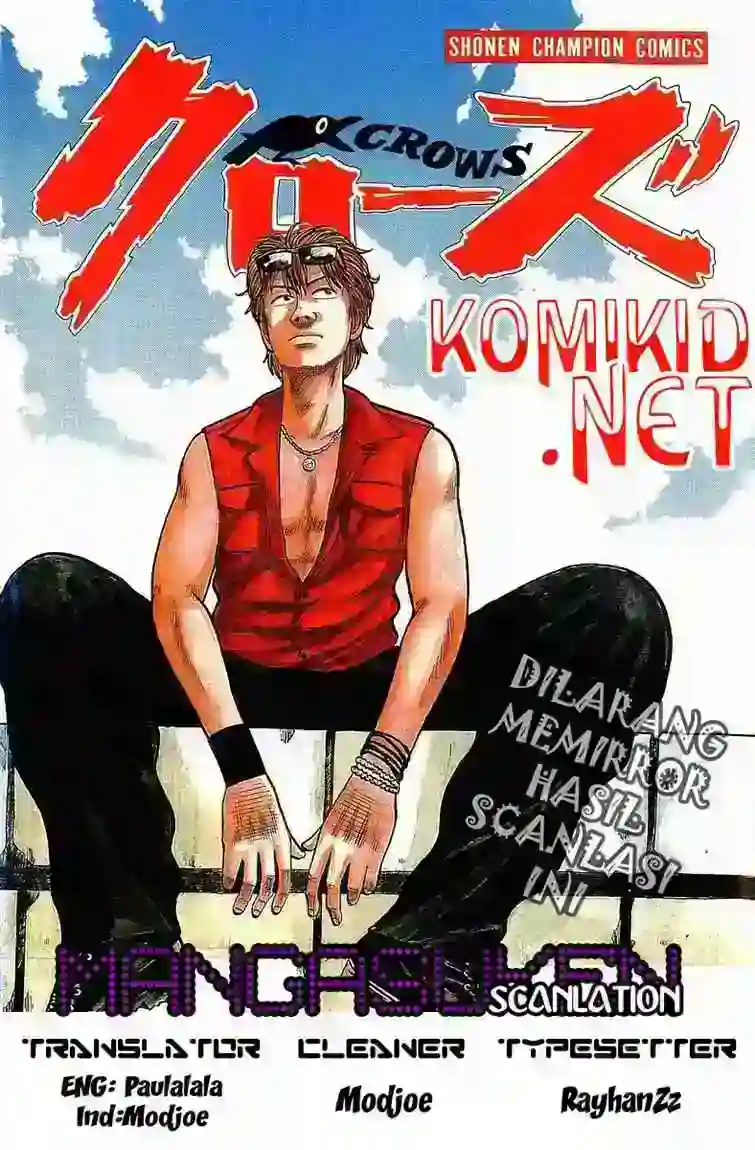 SHŌNEN CHAMPION COMICS
クローズ
CROWS
KOMIKID
.NET
DILARANG
MEMIRROR
HASIL
SCANLASI
INI
MANGASUKEN
SCANLATION
TRANSLATOR CLEANER TYPESETTER
ENG: Paulalala
Ind:Modjoe
Modjoe
RayhanZz